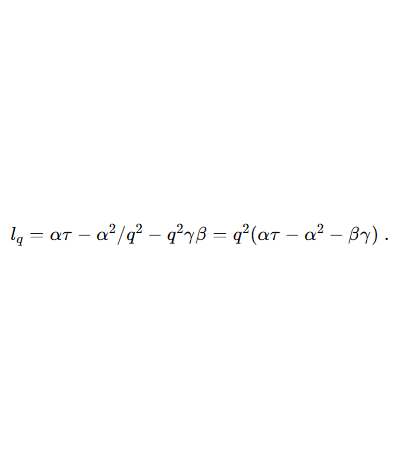 l_q = ατ − α²/q² − q²γβ = q²(ατ − α² − βγ) .